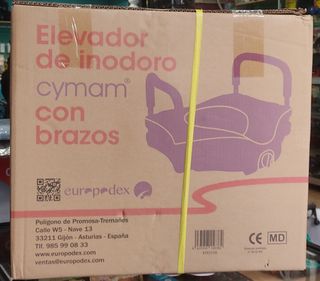 Elevador
de inodoro
cymam®
con
brazos
europodex
Polígono de Promosa-Tremañes
Calle W5 - Nave 13
33211 Gijón - Asturias - España
Tlf. 985 99 08 33
www.europodex.com
ventas@europodex.com
CE MD